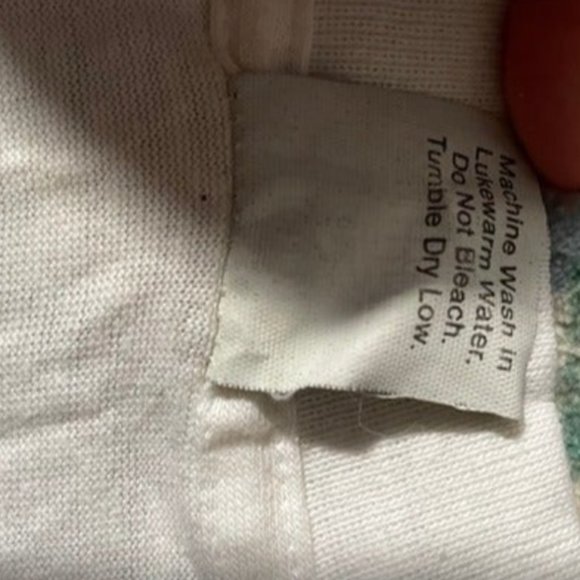 Machine Wash in
Lukewarm Water.
Do Not Bleach.
Tumble Dry Low.